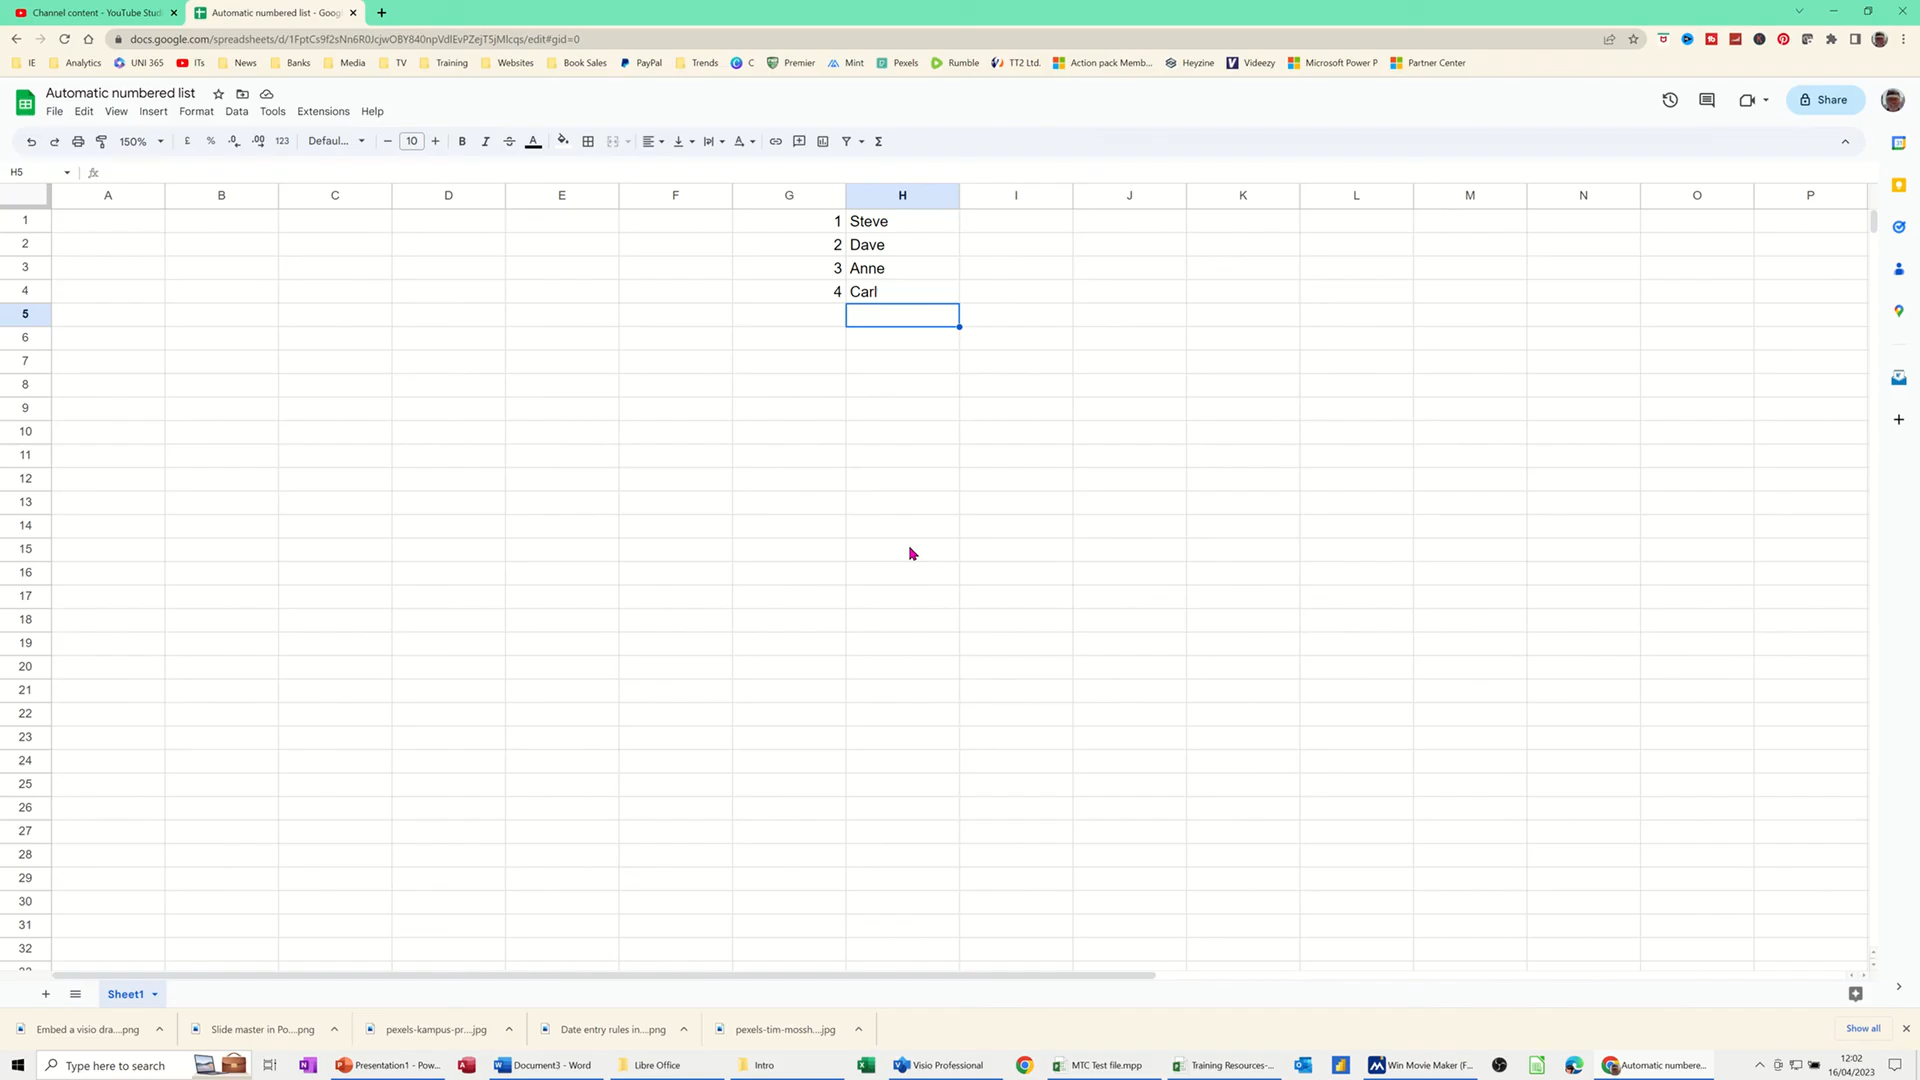 Channel content - YouTube Stud
Automatic numbered list - Goog
docs.google.com/spreadsheets/d/1FptCs9f2sNn6R0JcjwOBY840npVdlEvPZejT5jMlcqs/edit#gid=0
IE Analytics UNI 365 ITs News Banks Media TV Training Websites Book Sales PayPal Trends C Premier Mint Pexels Rumble TT2 Ltd. Action pack Memb... Heyzine Videezy Microsoft Power P Partner Center
Automatic numbered list
Share
File Edit View Insert Format Data Tools Extensions Help
150% £ % .0 .00 123 Defaul... 10 B I S A
H5 fx
A B C D E F G H I J K L M N O P
1 1 Steve
2 2 Dave
3 3 Anne
4 4 Carl
5
6
7
8
9
10
11
12
13
14
15
16
17
18
19
20
21
22
23
24
25
26
27
28
29
30
31
32
Sheet1
Embed a visio dra....png Slide master in Po....png pexels-kampus-pr....jpg Date entry rules in....png pexels-tim-mossh....jpg Show all
Type here to search Presentation1 - Pow... Document3 - Word Libre Office Intro Visio Professional MTC Test file.mpp Training Resources-... Win Movie Maker (F... Automatic numbere...
12:02
16/04/2023